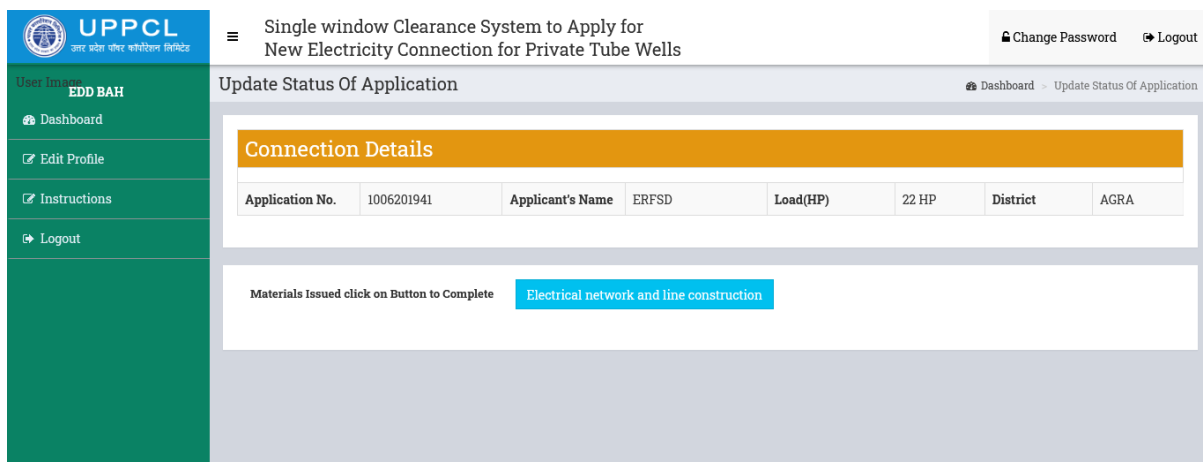 UPPCL
उत्तर प्रदेश पॉवर कॉर्पोरेशन लिमिटेड
Single window Clearance System to Apply for
New Electricity Connection for Private Tube Wells
Change Password Logout
User Image
EDD BAH
Dashboard
Edit Profile
Instructions
Logout
Update Status Of Application
Dashboard > Update Status Of Application
Connection Details
Application No. 1006201941 Applicant's Name ERFSD Load(HP) 22 HP District AGRA
Materials Issued click on Button to Complete Electrical network and line construction